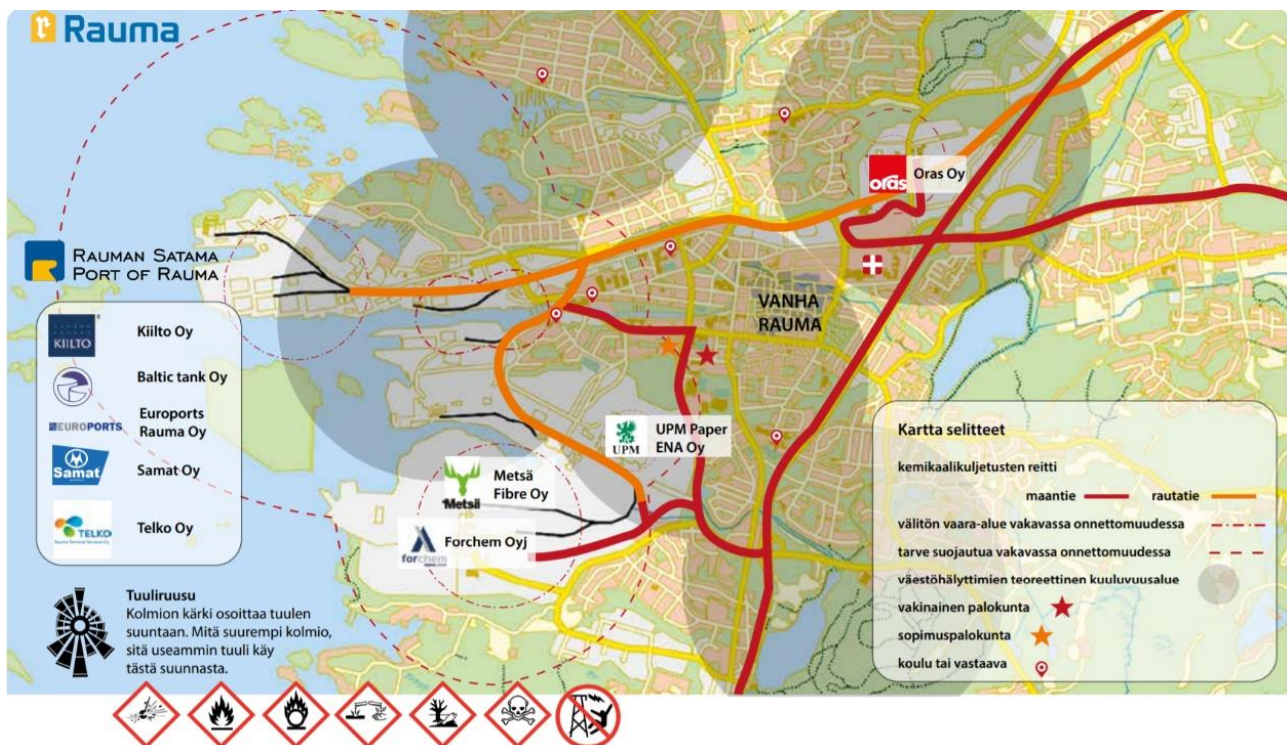 Rauma
Oras
Oras Oy
RAUMAN SATAMA
PORT OF RAUMA
VANHA
RAUMA
KIILTO
Kiilto Oy
Baltic tank Oy
EUROPORTS
Euroports
Rauma Oy
Samat
Samat Oy
TELKO
Telko Oy
UPM
UPM Paper
ENA Oy
Metsä
Metsä
Fibre Oy
forchem
Forchem Oyj
Kartta selitteet
kemikaalikuljetusten reitti
maantie
rautatie
välitön vaara-alue vakavassa onnettomuudessa
tarve suojautua vakavassa onnettomuudessa
väestöhälyttimien teoreettinen kuuluvuusalue
vakinainen palokunta
sopimuspalokunta
koulu tai vastaava
Tuuliruusu
Kolmion kärki osoittaa tuulen
suuntaan. Mitä suurempi kolmio,
sitä useammin tuuli käy
tästä suunnasta.